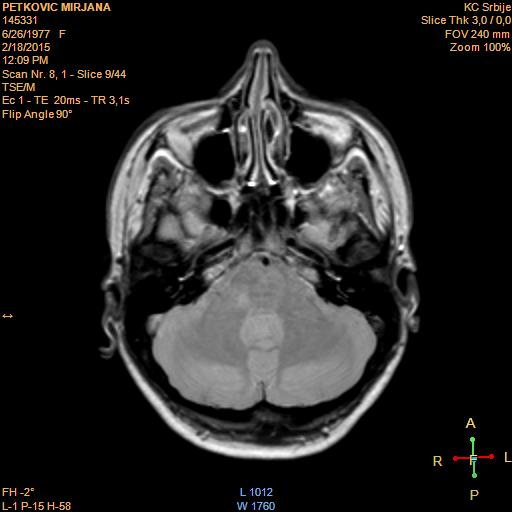 PETKOVIC MIRJANA
145331
6/26/1977 F
2/18/2015
12:09 PM
Scan Nr. 8, 1 - Slice 9/44
TSE/M
Ec 1 - TE 20ms - TR 3,1s
Flip Angle 90°
KC Srbije
Slice Thk 3,0 / 0,0
FOV 240 mm
Zoom 100%
↔
A
R
F
L
P
FH -2°
L-1 P-15 H-58
L 1012
W 1760